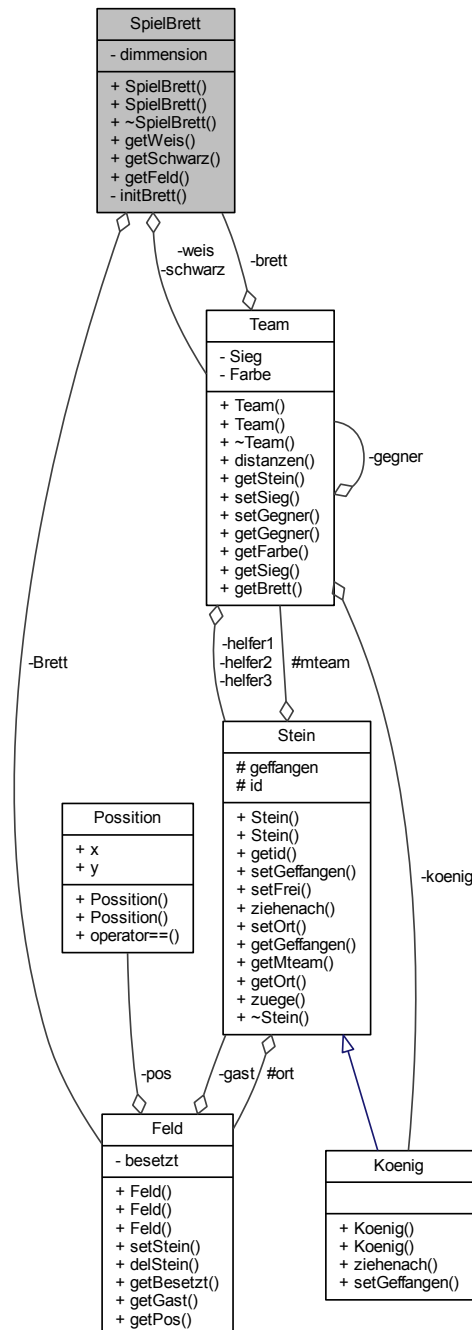 SpielBrett
- dimmension
+ SpielBrett()
+ SpielBrett()
+ ~SpielBrett()
+ getWeis()
+ getSchwarz()
+ getFeld()
- initBrett()
-weis
-schwarz
-brett
Team
- Sieg
- Farbe
+ Team()
+ Team()
+ ~Team()
+ distanzen()
+ getStein()
+ setSieg()
+ setGegner()
+ getGegner()
+ getFarbe()
+ getSieg()
+ getBrett()
-gegner
-Brett
-helfer1
-helfer2
-helfer3
#mteam
-koenig
Stein
# geffangen
# id
+ Stein()
+ Stein()
+ getid()
+ setGeffangen()
+ setFrei()
+ ziehenach()
+ setOrt()
+ getGeffangen()
+ getMteam()
+ getOrt()
+ zuege()
+ ~Stein()
Possition
+ x
+ y
+ Possition()
+ Possition()
+ operator==()
-pos
-gast
#ort
Feld
- besetzt
+ Feld()
+ Feld()
+ Feld()
+ setStein()
+ delStein()
+ getBesetzt()
+ getGast()
+ getPos()
Koenig
+ Koenig()
+ Koenig()
+ ziehenach()
+ setGeffangen()